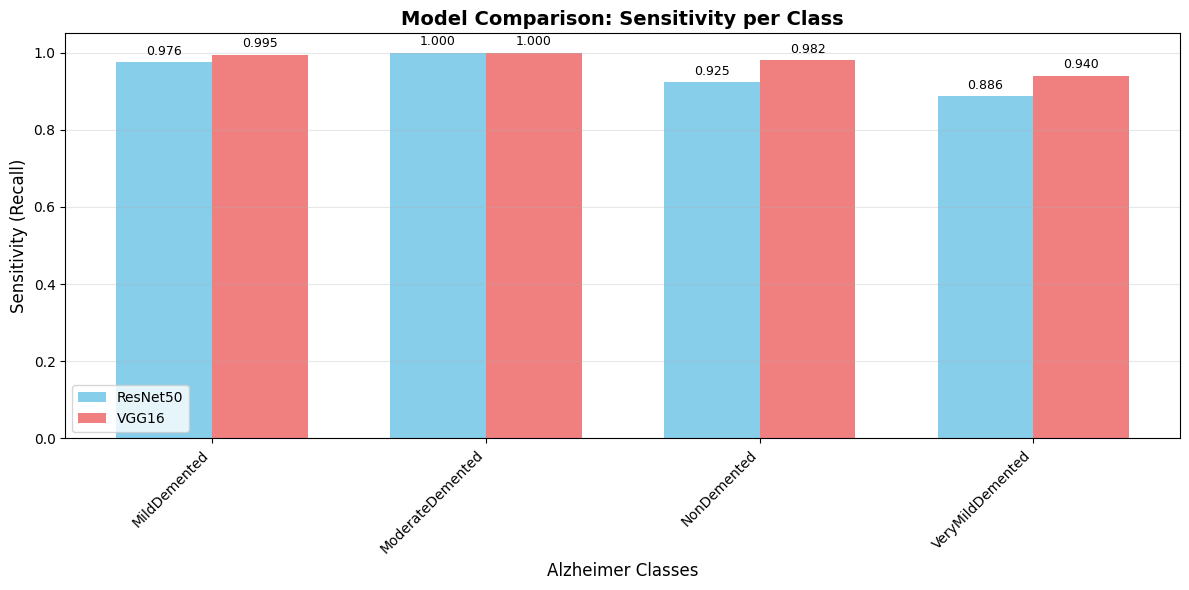 Model Comparison: Sensitivity per Class
Sensitivity (Recall)
1.0
0.8
0.6
0.4
0.2
0.0
0.976
0.995
1.000
1.000
0.925
0.982
0.886
0.940
ResNet50
VGG16
MildDemented
ModerateDemented
NonDemented
VeryMildDemented
Alzheimer Classes